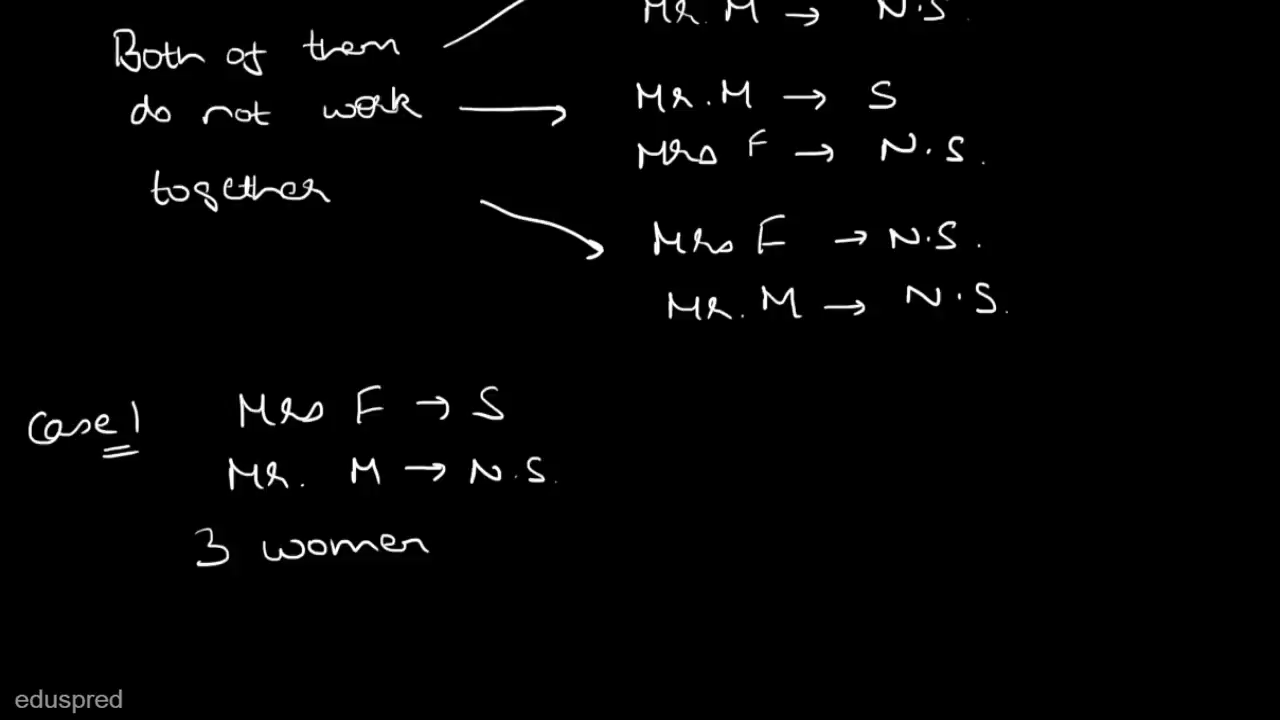 Mr. M → N.S.
Both of them
do not work
together
Mr. M → S
Mrs F → N.S.
Mrs F → N.S.
Mr. M → N.S.
Case 1
Mrs F → S
Mr. M → N.S.
3 women
eduspred